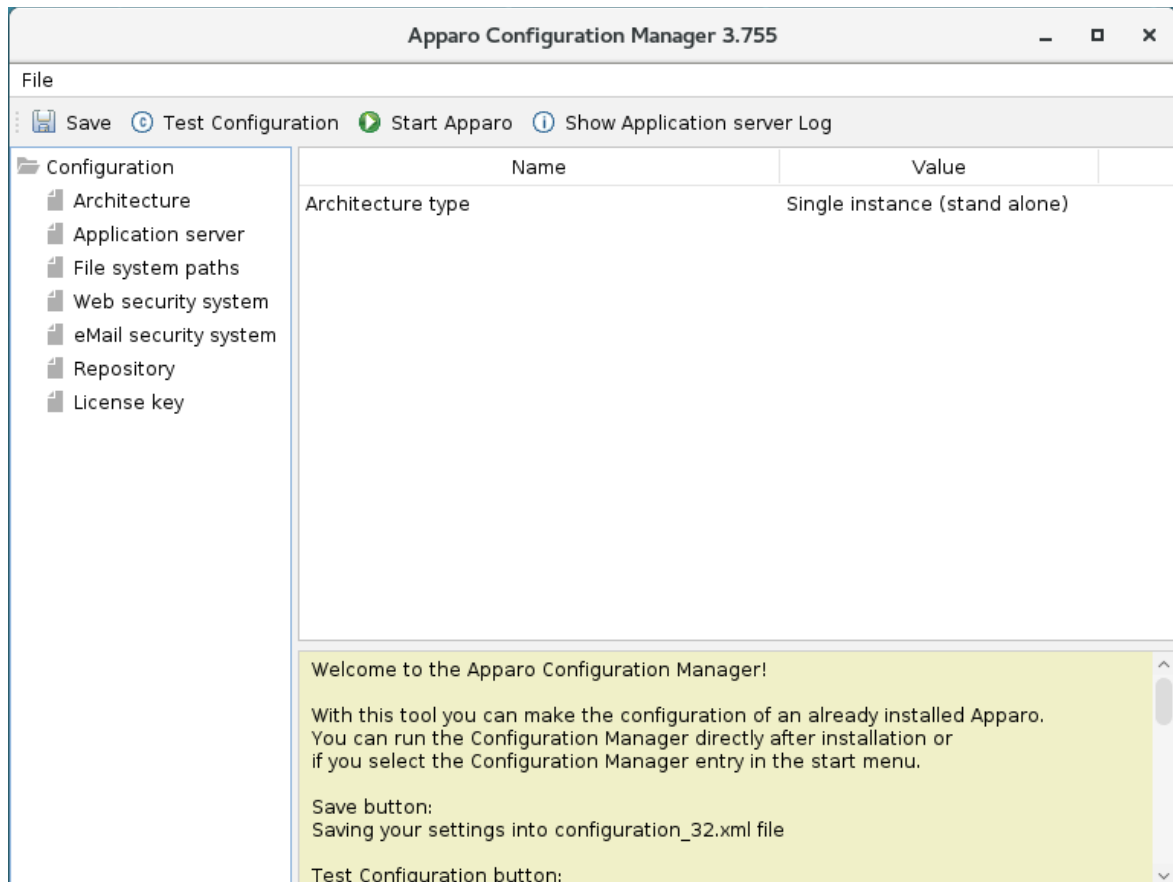 Apparo Configuration Manager 3.755
File
Save Test Configuration Start Apparo Show Application server Log
Configuration
Architecture
Application server
File system paths
Web security system
eMail security system
Repository
License key
Name Value
Architecture type Single instance (stand alone)
Welcome to the Apparo Configuration Manager!
With this tool you can make the configuration of an already installed Apparo.
You can run the Configuration Manager directly after installation or
if you select the Configuration Manager entry in the start menu.
Save button:
Saving your settings into configuration_32.xml file
Test Configuration button: